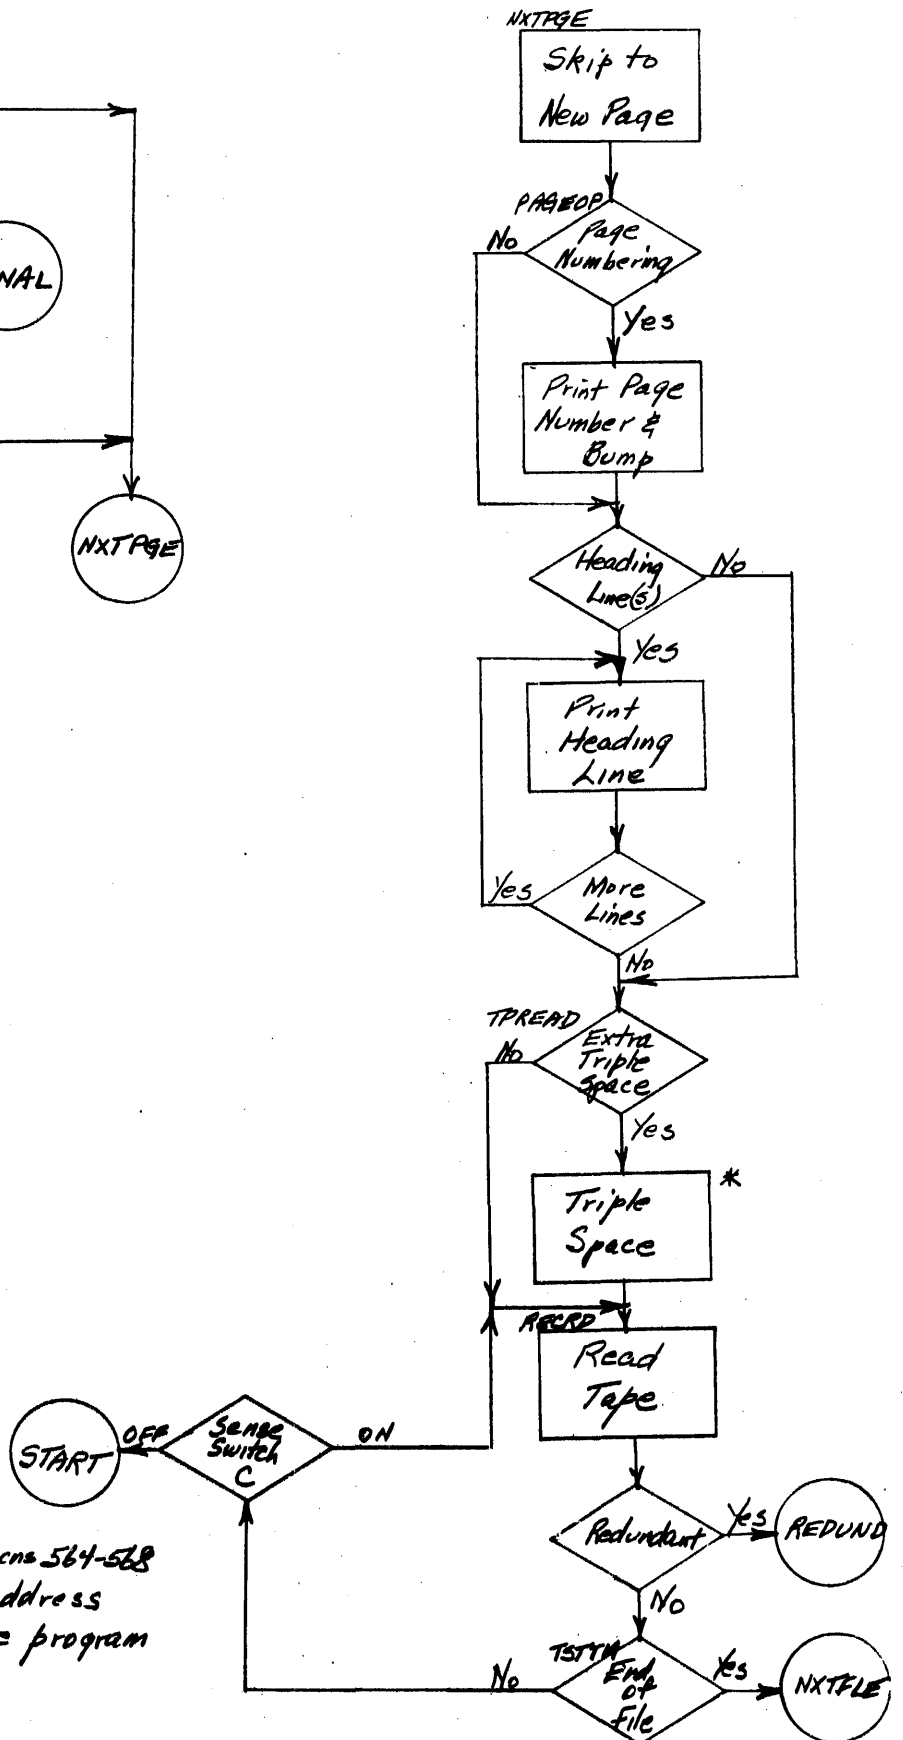 NXTPGE
Skip to
New Page
PAGEOP
Page
Numbering
No
Yes
Print Page
Number &
Bump
NXTPGE
Heading
Line(s)
No
Yes
Print
Heading
Line
More
Lines
Yes
No
TPREAD
Extra
Triple
Space
No
Yes
Triple
Space
*
RECRD
Read
Tape
START
OFF
Sense
Switch
C
ON
Redundant
Yes
REDUND
No
TSTTM
End
of
File
No
Yes
NXTFLE
564-568
program